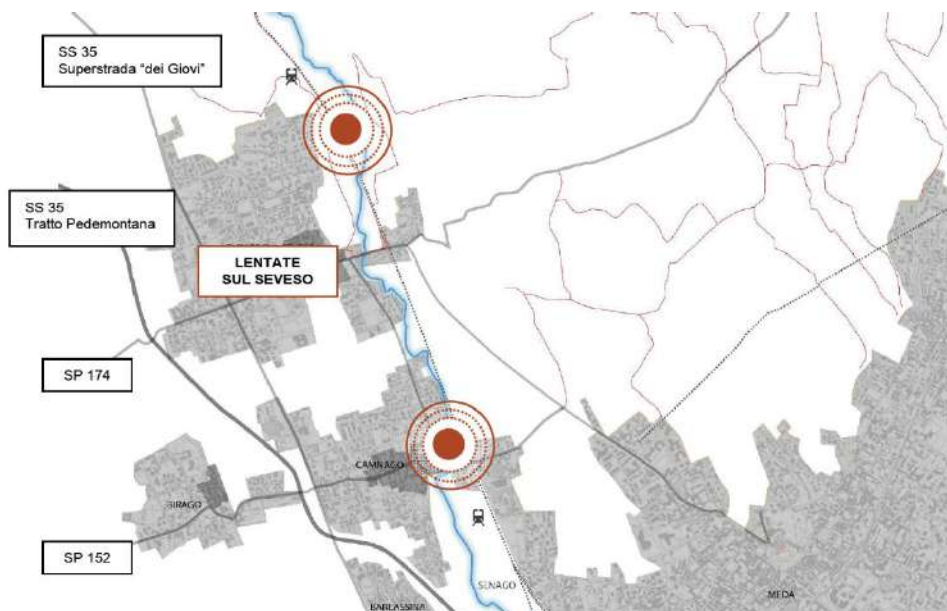 SS 35
Superstrada "dei Giovi"
SS 35
Tratto Pedemontana
LENTATE
SUL SEVESO
SP 174
CAMNAGO
BIRAGO
SP 152
SENAGO
MEDA
BARLASSINA